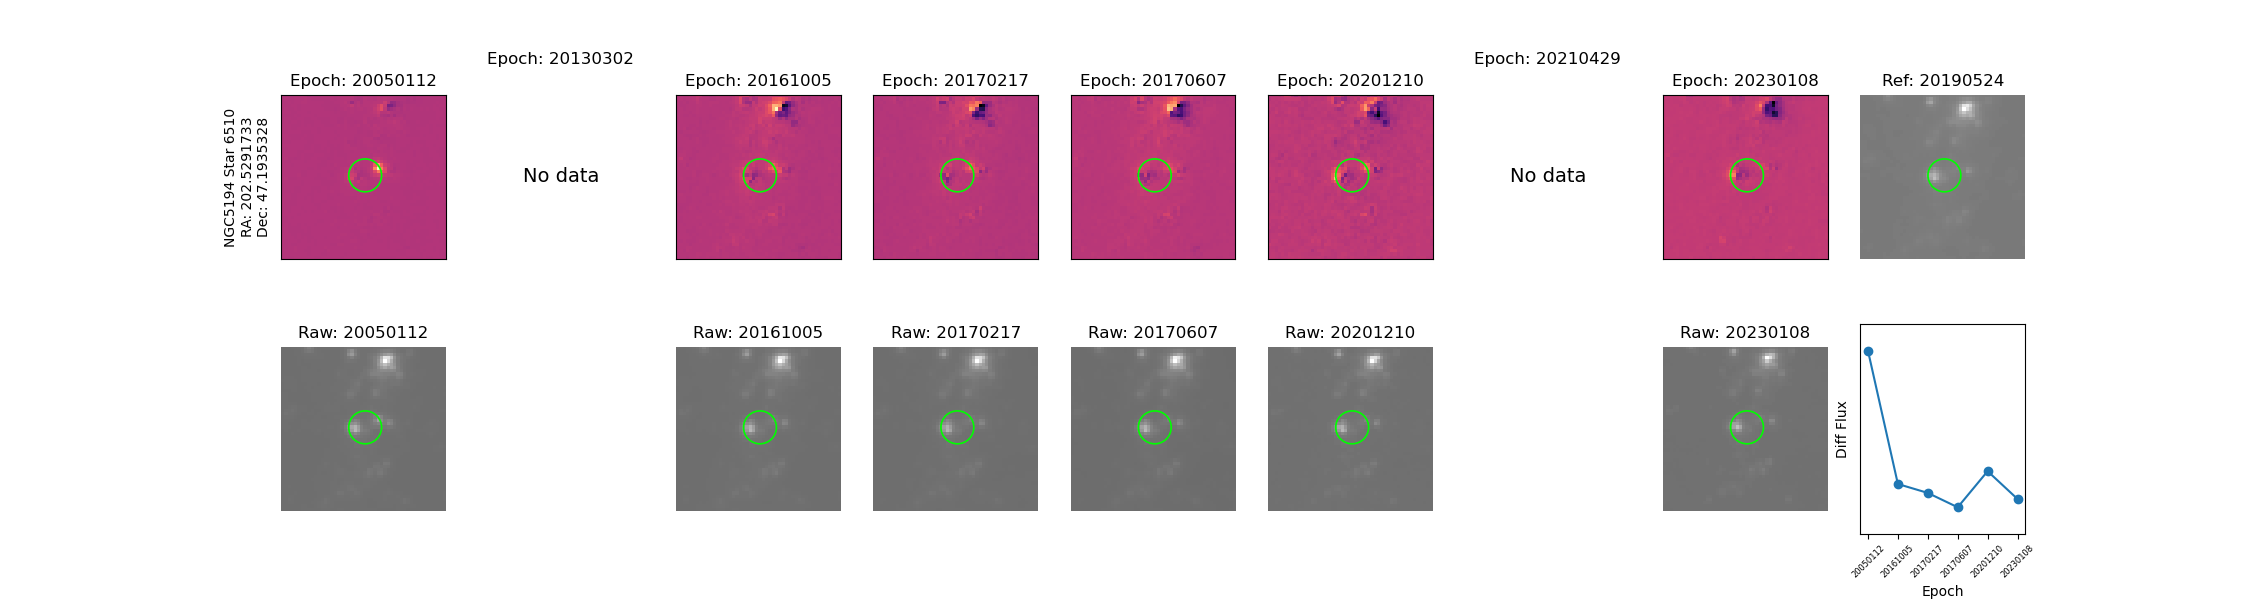 Epoch: 20130302
Epoch: 20210429
Epoch: 20050112
Epoch: 20161005
Epoch: 20170217
Epoch: 20170607
Epoch: 20201210
Epoch: 20230108
Ref: 20190524
NGC5194 Star 6510
RA: 202.5291733
Dec: 47.1935328
No data
No data
Raw: 20050112
Raw: 20161005
Raw: 20170217
Raw: 20170607
Raw: 20201210
Raw: 20230108
Diff Flux
20050112
20161005
20170217
20170607
20201210
20230108
Epoch